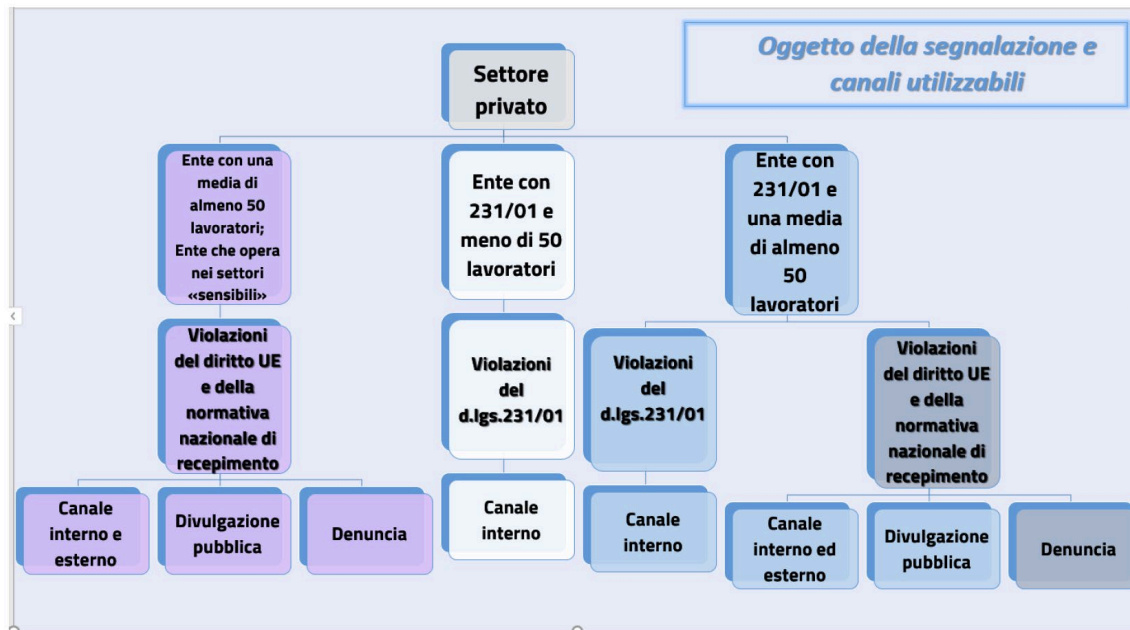 Oggetto della segnalazione e
canali utilizzabili
Settore
privato
Ente con una
media di
almeno 50
lavoratori;
Ente che opera
nei settori
«sensibili»
Ente con
231/01 e
meno di 50
lavoratori
Ente con
231/01 e
una media
di almeno
50
lavoratori
Violazioni
del diritto UE
e della
normativa
nazionale di
recepimento
Violazioni
del
d.lgs.231/01
Violazioni
del
d.lgs.231/01
Violazioni
del diritto UE
e della
normativa
nazionale di
recepimento
Canale
interno e
esterno
Divulgazione
pubblica
Denuncia
Canale
interno
Canale
interno
Canale
interno ed
esterno
Divulgazione
pubblica
Denuncia